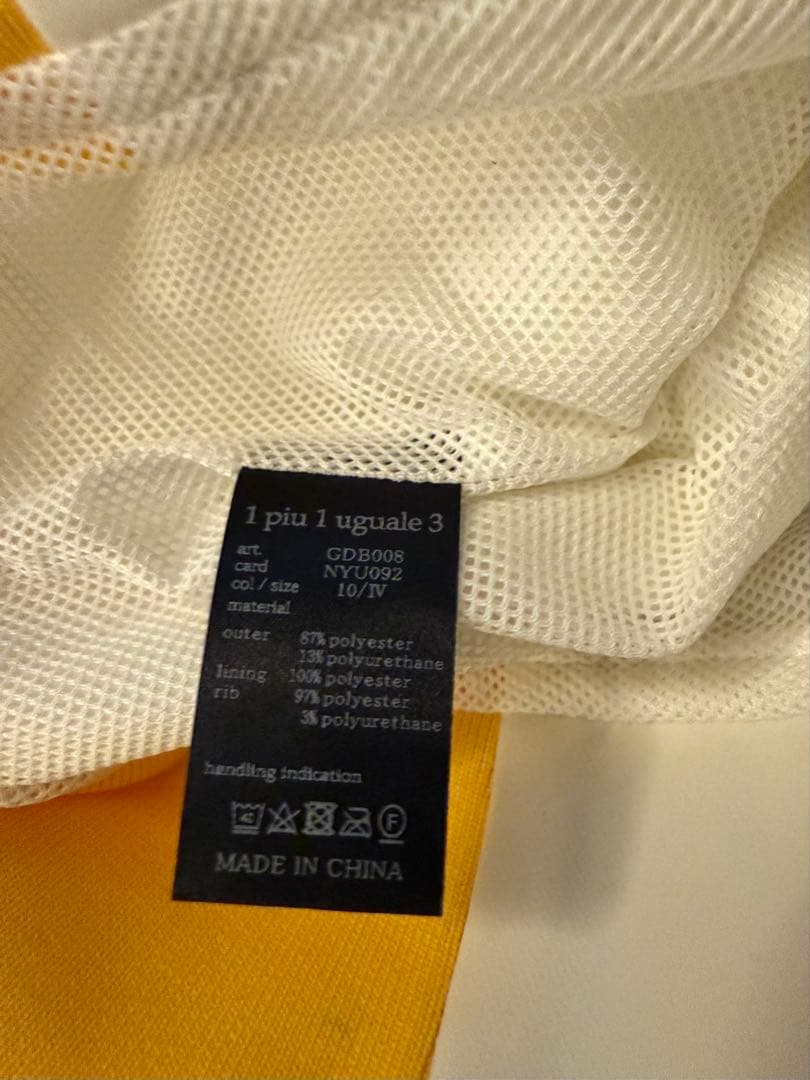 1 piu 1 uguale 3
art. GDB008
card NYU092
col / size 10/IV
material
outer 87% polyester
13% polyurethane
lining 100% polyester
rib 97% polyester
3% polyurethane
handling indication
F
MADE IN CHINA